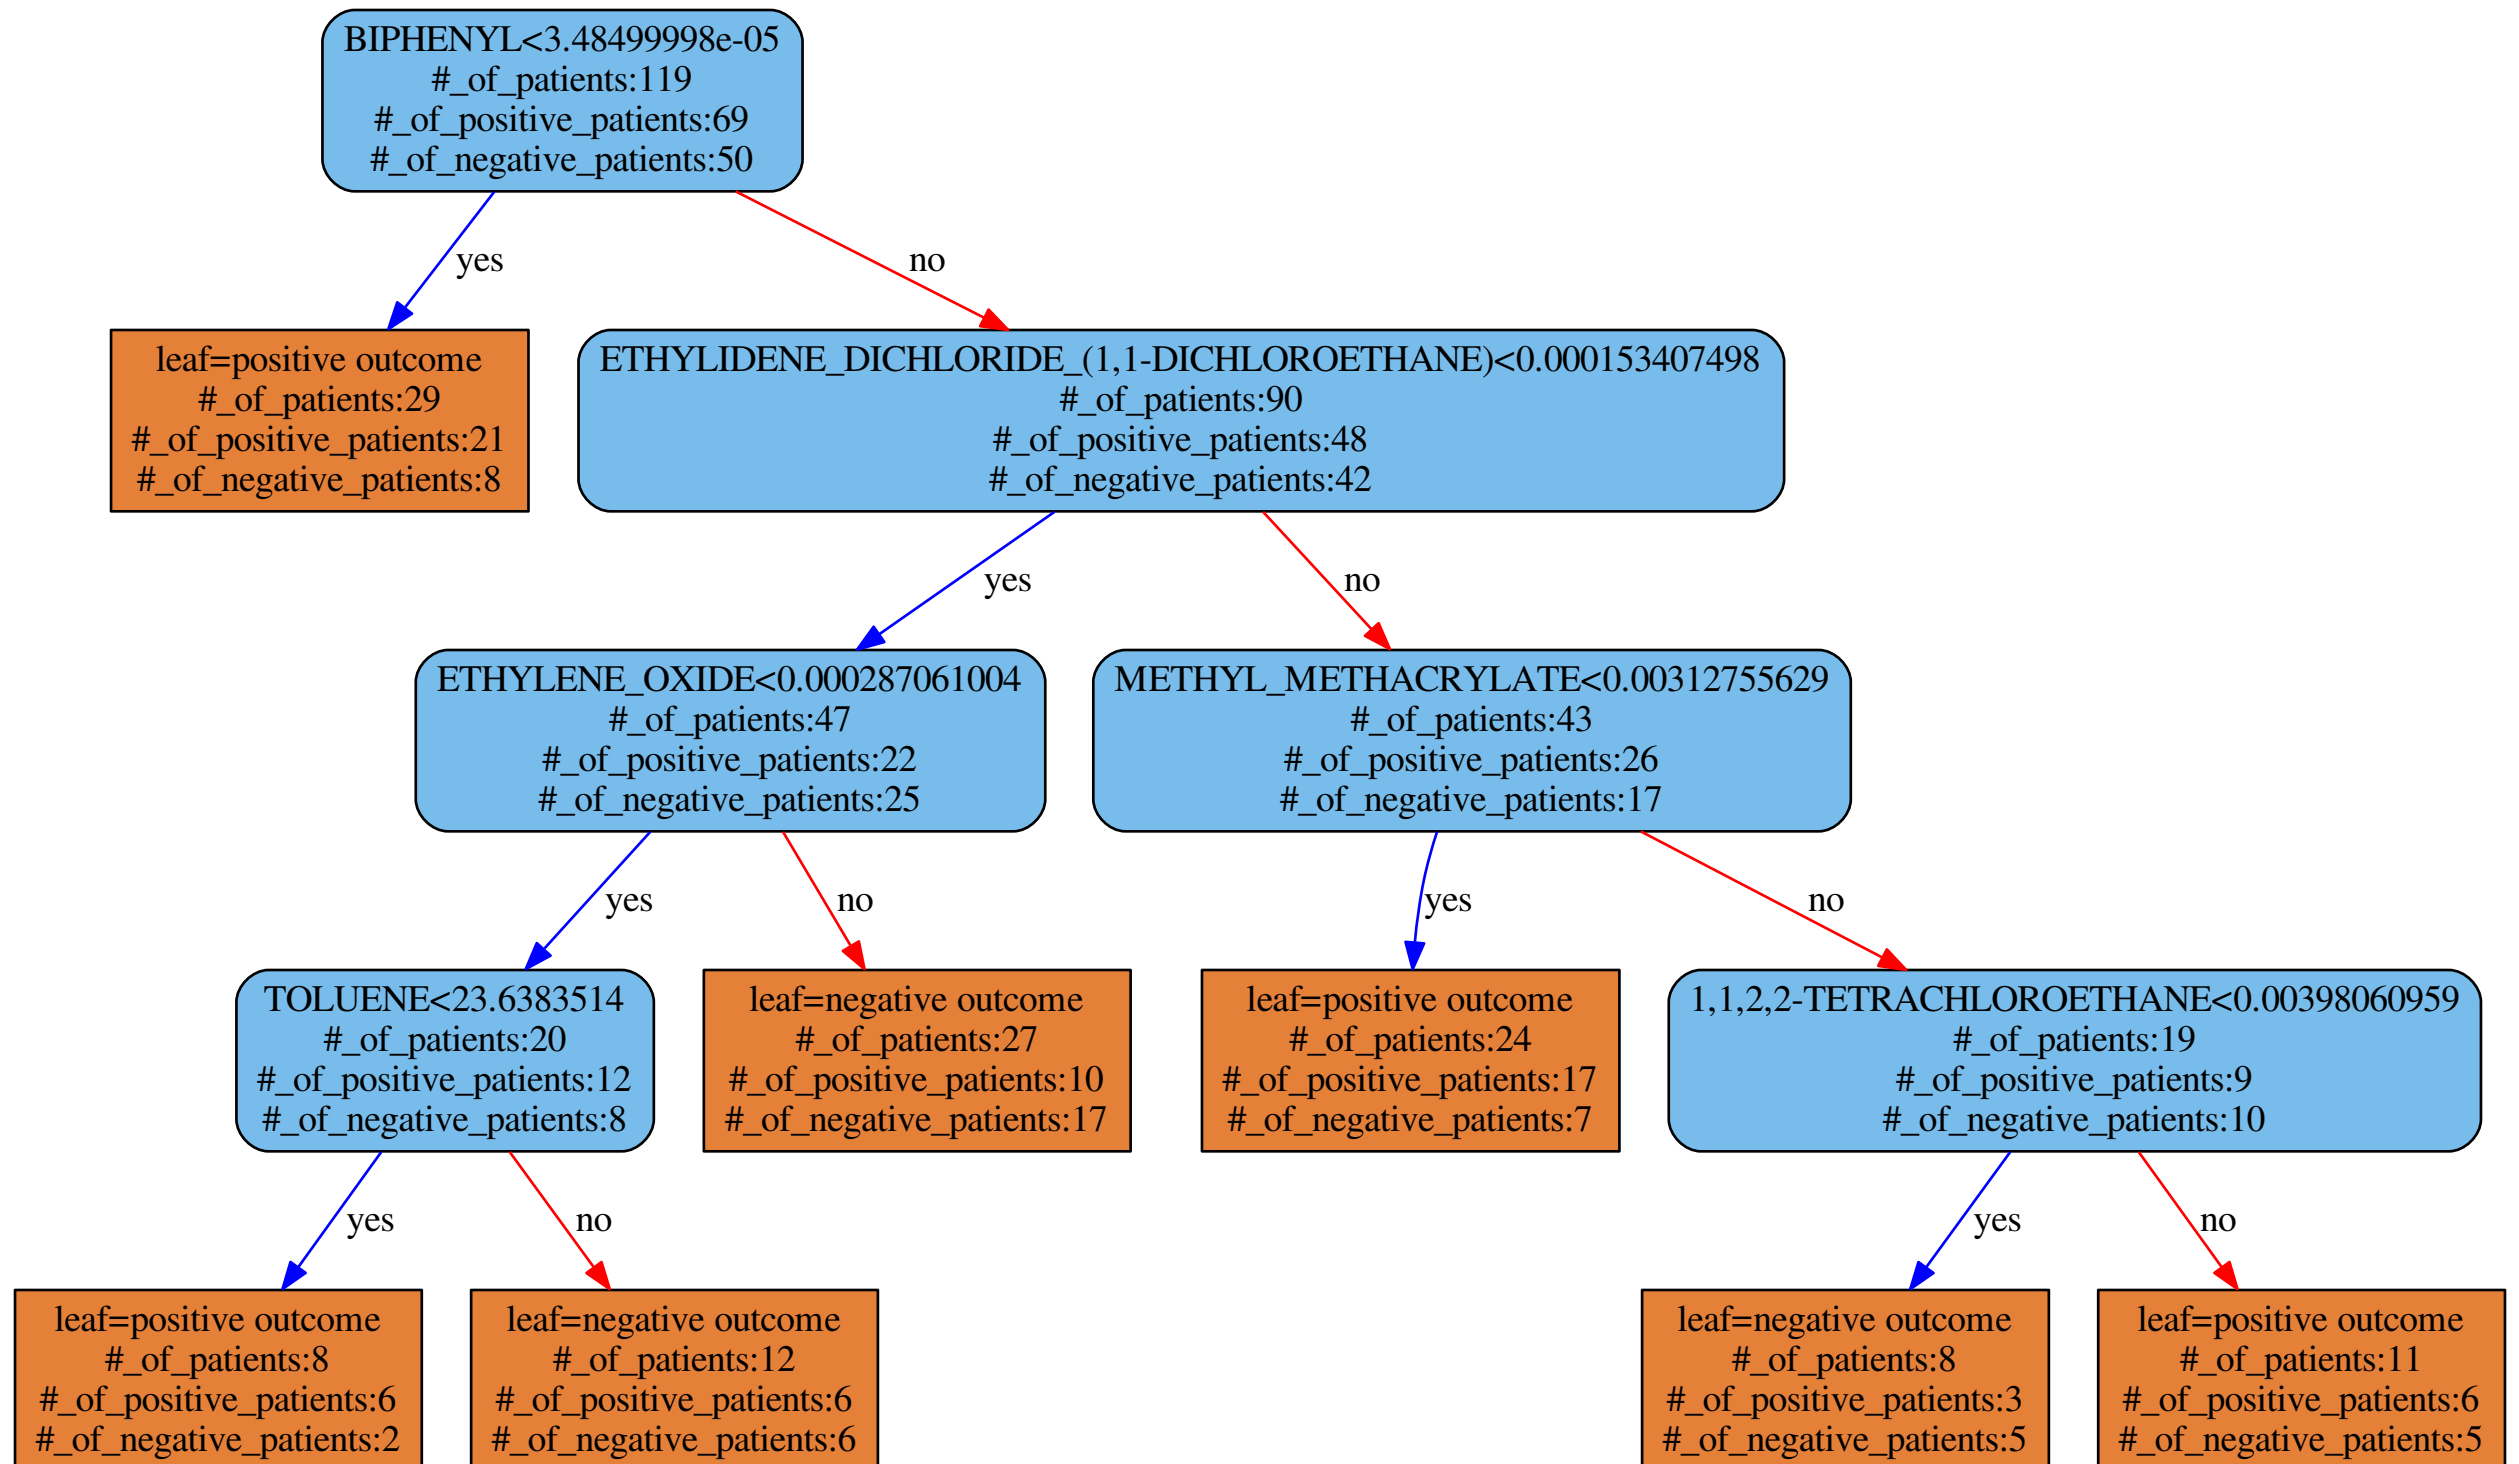 BIPHENYL<3.48499998e-05
#_of_patients:119
#_of_positive_patients:69
#_of_negative_patients:50
yes
no
leaf=positive outcome
#_of_patients:29
#_of_positive_patients:21
#_of_negative_patients:8
ETHYLIDENE_DICHLORIDE_(1,1-DICHLOROETHANE)<0.000153407498
#_of_patients:90
#_of_positive_patients:48
#_of_negative_patients:42
yes
no
ETHYLENE_OXIDE<0.000287061004
#_of_patients:47
#_of_positive_patients:22
#_of_negative_patients:25
METHYL_METHACRYLATE<0.00312755629
#_of_patients:43
#_of_positive_patients:26
#_of_negative_patients:17
yes
no
yes
no
TOLUENE<23.6383514
#_of_patients:20
#_of_positive_patients:12
#_of_negative_patients:8
leaf=negative outcome
#_of_patients:27
#_of_positive_patients:10
#_of_negative_patients:17
leaf=positive outcome
#_of_patients:24
#_of_positive_patients:17
#_of_negative_patients:7
1,1,2,2-TETRACHLOROETHANE<0.00398060959
#_of_patients:19
#_of_positive_patients:9
#_of_negative_patients:10
yes
no
yes
no
leaf=positive outcome
#_of_patients:8
#_of_positive_patients:6
#_of_negative_patients:2
leaf=negative outcome
#_of_patients:12
#_of_positive_patients:6
#_of_negative_patients:6
leaf=negative outcome
#_of_patients:8
#_of_positive_patients:3
#_of_negative_patients:5
leaf=positive outcome
#_of_patients:11
#_of_positive_patients:6
#_of_negative_patients:5